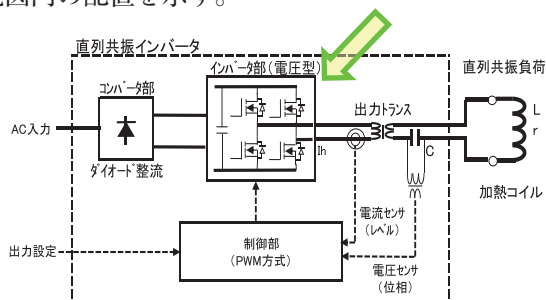 範囲内の配置を示す。
直列共振インバータ
インバータ部(電圧型)
コンバータ部
直列共振負荷
出力トランス
AC入力
L
r
C
Ih
ダイオード整流
加熱コイル
電流センサ
(レベル)
出力設定
制御部
(PWM方式)
電圧センサ
(位相)